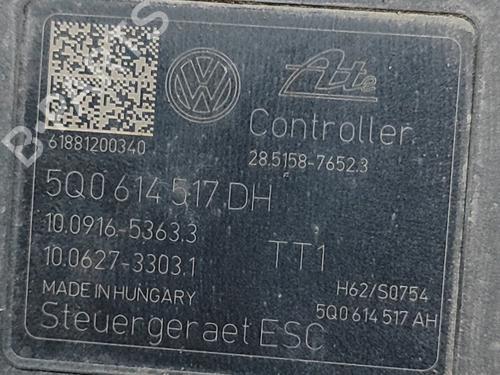 Ate
Controller
61881200340
28.5158-7652.3
5Q0 614 517 DH
10.0916-5363.3
10.0627-3303.1
TT1
H62/S0754
MADE IN HUNGARY
5Q0 614 517 AH
Steuergeraet ESC